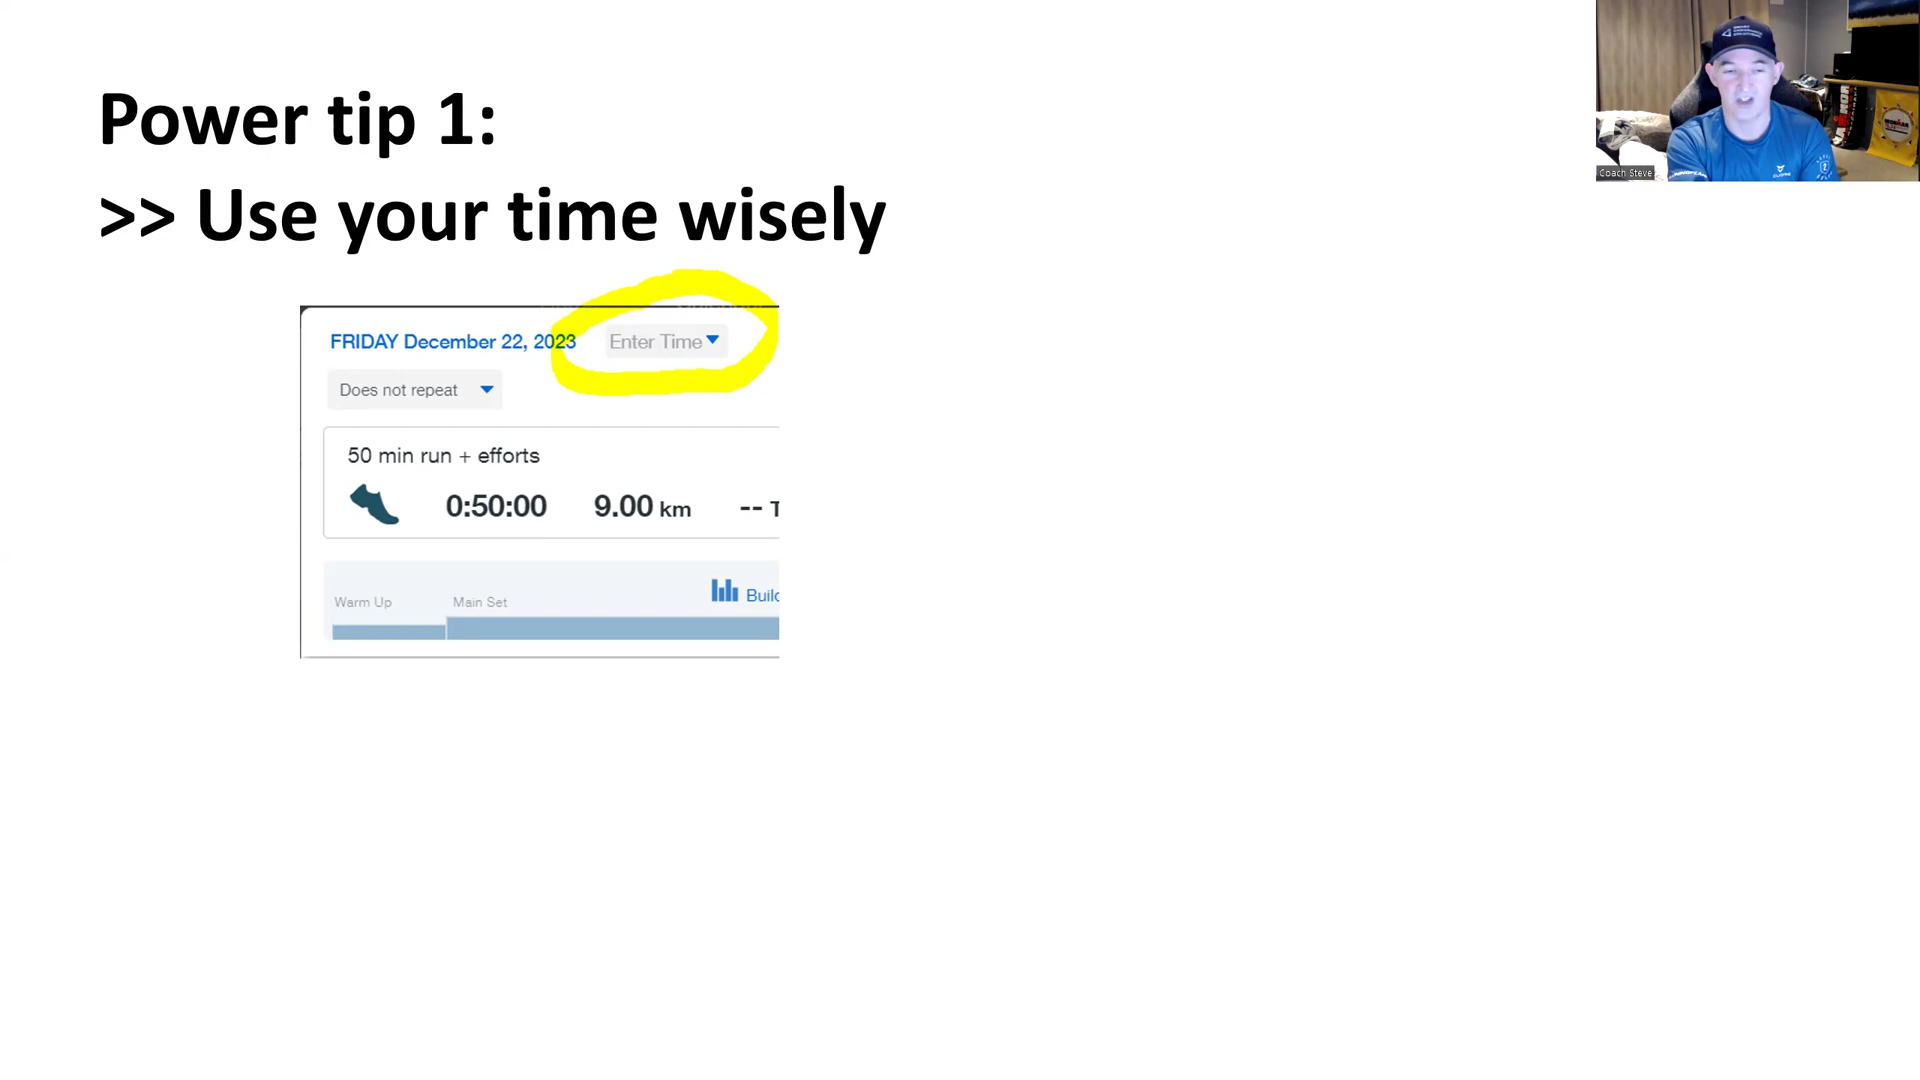 Power tip 1:
>> Use your time wisely
FRIDAY December 22, 2023 Enter Time
Does not repeat
50 min run + efforts
0:50:00 9.00 km -- T
Build
Warm Up Main Set
Coach Steve